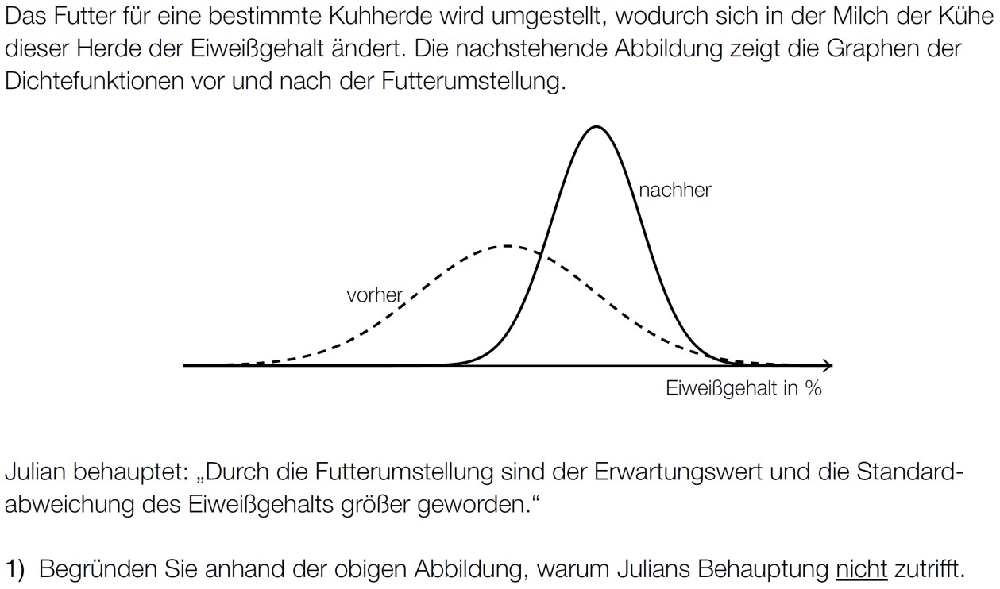 Das Futter für eine bestimmte Kuhherde wird umgestellt, wodurch sich in der Milch der Kühe
dieser Herde der Eiweißgehalt ändert. Die nachstehende Abbildung zeigt die Graphen der
Dichtefunktionen vor und nach der Futterumstellung.
nachher
vorher
Eiweißgehalt in %
Julian behauptet: „Durch die Futterumstellung sind der Erwartungswert und die Standard-
abweichung des Eiweißgehalts größer geworden.“
1) Begründen Sie anhand der obigen Abbildung, warum Julians Behauptung nicht zutrifft.